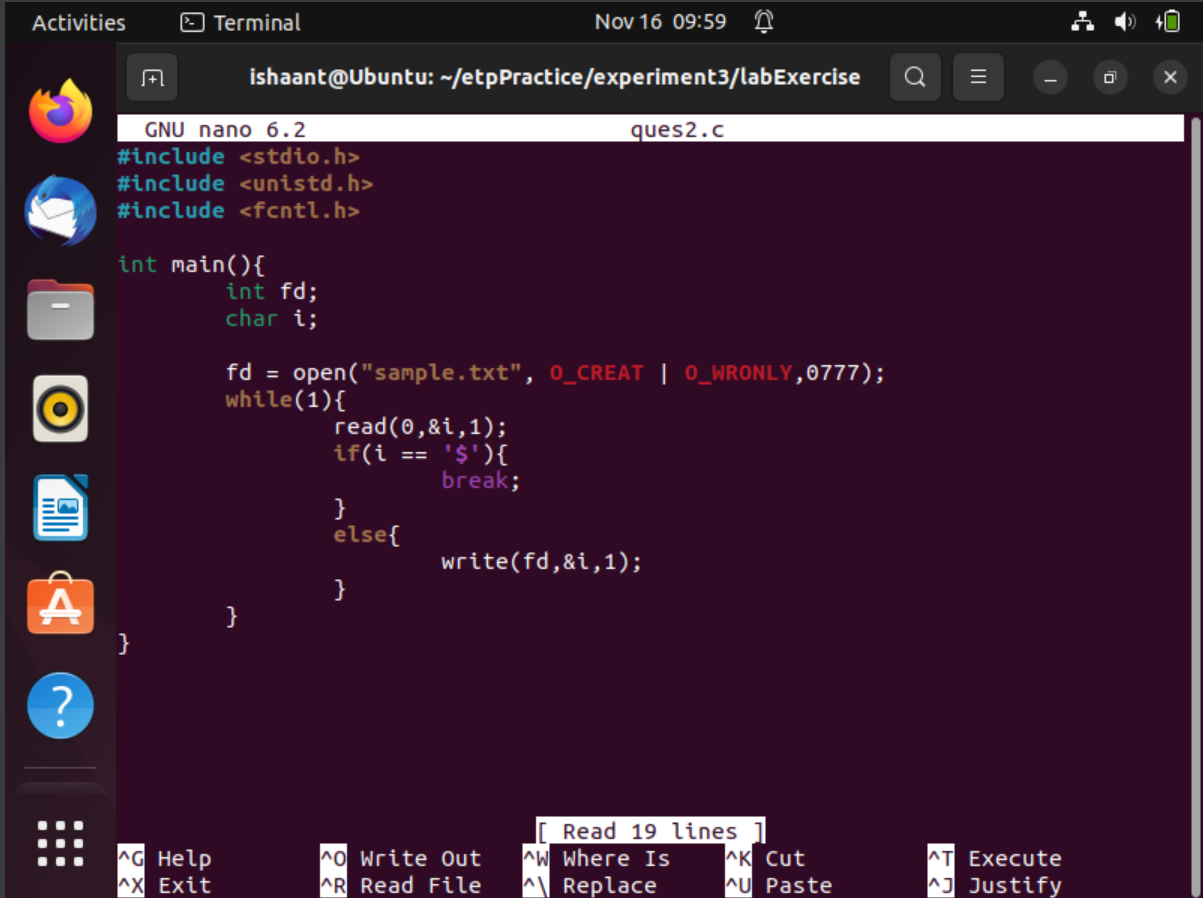 Activities Terminal Nov 16 09:59
ishaant@Ubuntu: ~/etpPractice/experiment3/labExercise
GNU nano 6.2 ques2.c
#include <stdio.h>
#include <unistd.h>
#include <fcntl.h>
int main(){
int fd;
char i;
fd = open("sample.txt", O_CREAT | O_WRONLY,0777);
while(1){
read(0,&i,1);
if(i == '$'){
break;
}
else{
write(fd,&i,1);
}
}
}
[ Read 19 lines ]
^G Help ^O Write Out ^W Where Is ^K Cut ^T Execute
^X Exit ^R Read File ^\ Replace ^U Paste ^J Justify